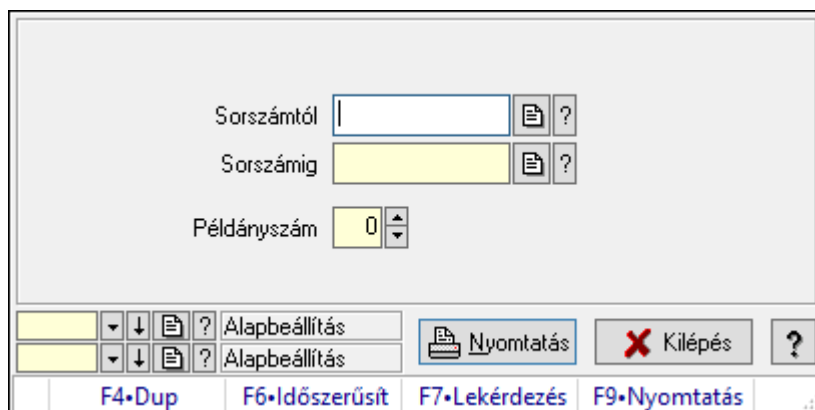 Sorszámtól ?
Sorszámig ?
Példányszám 0
? Alapbeállítás
? Alapbeállítás
Nyomtatás Kilépés ?
F4•Dup F6•Időszerűsít F7•Lekérdezés F9•Nyomtatás